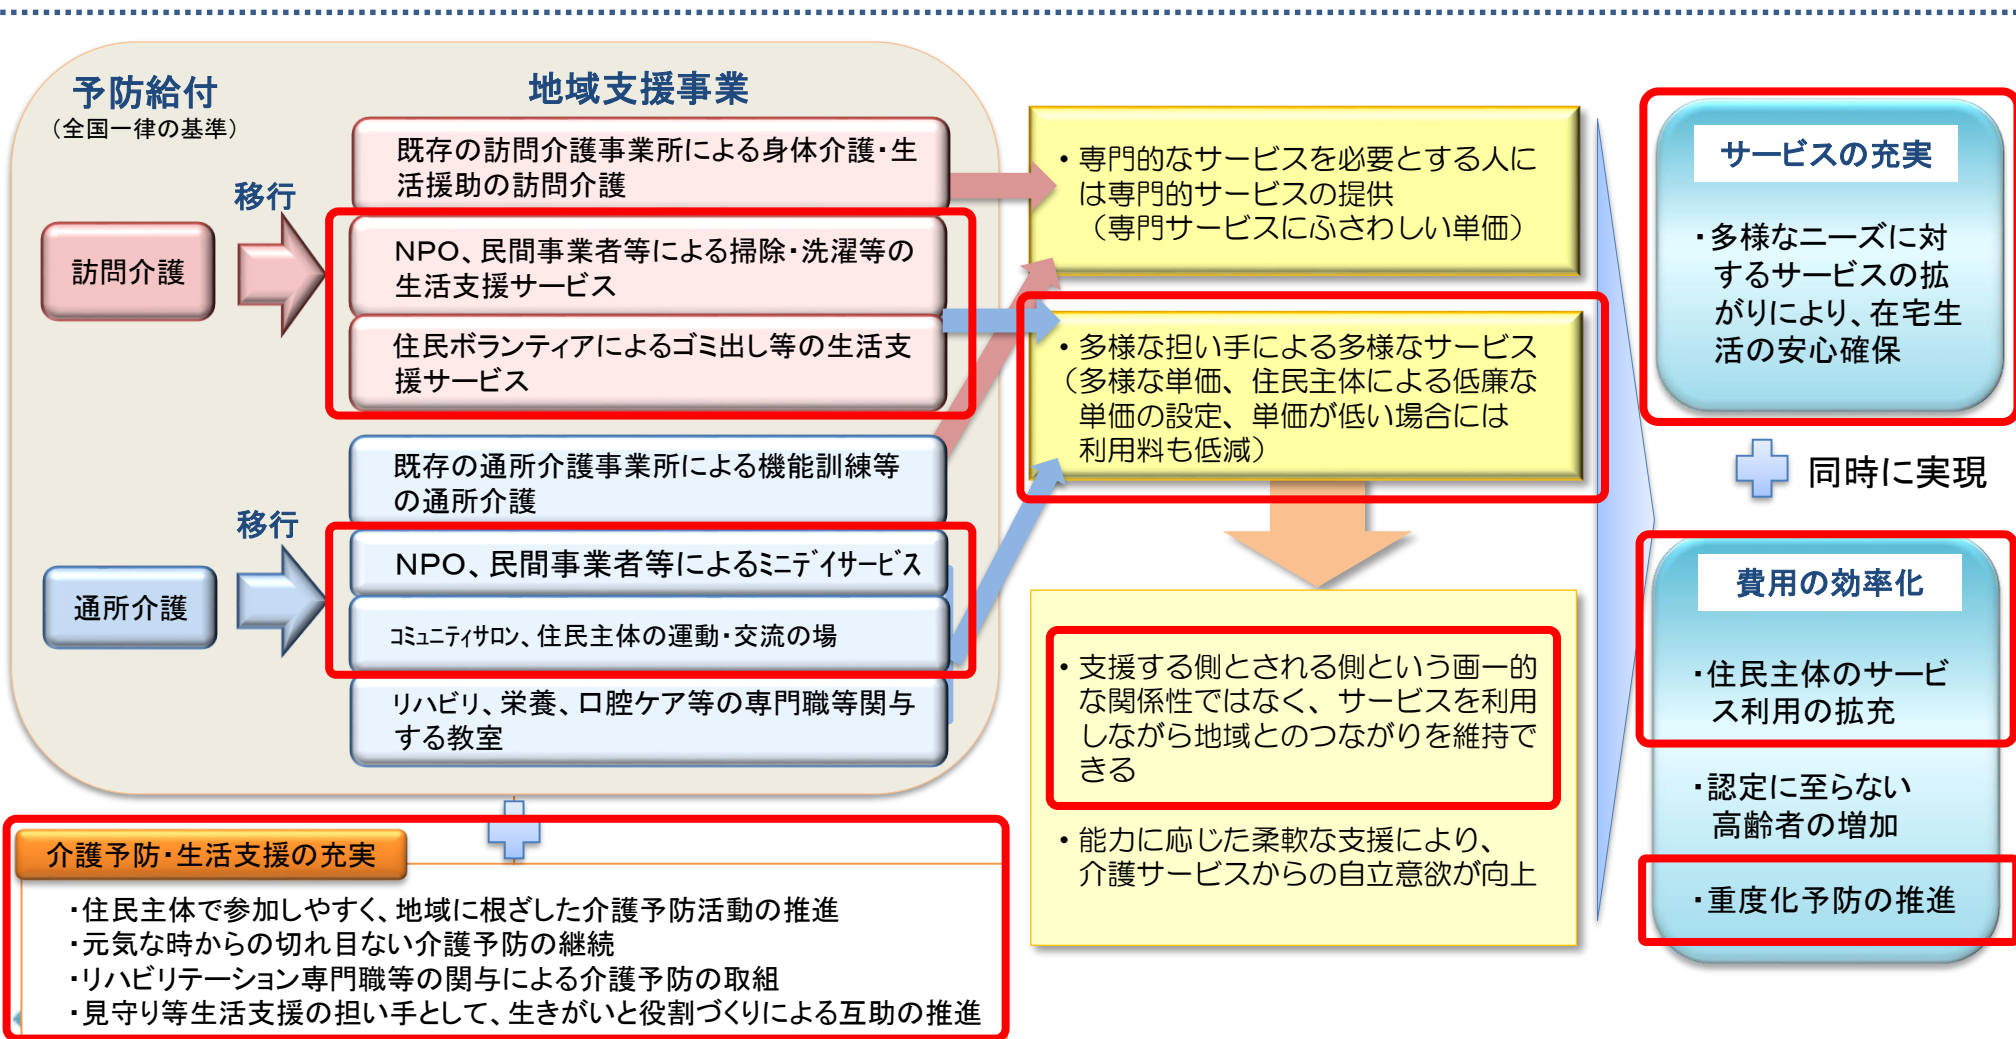 予防給付
(全国一律の基準)
地域支援事業
移行
訪問介護
既存の訪問介護事業所による身体介護・生
活援助の訪問介護
NPO、民間事業者等による掃除・洗濯等の
生活支援サービス
住民ボランティアによるゴミ出し等の生活支
援サービス
移行
通所介護
既存の通所介護事業所による機能訓練等
の通所介護
NPO、民間事業者等によるﾐﾆﾃﾞｲｻｰﾋﾞｽ
ｺﾐｭﾆﾃｨｻﾛﾝ、住民主体の運動・交流の場
リハビリ、栄養、口腔ケア等の専門職等関与
する教室
介護予防・生活支援の充実
・住民主体で参加しやすく、地域に根ざした介護予防活動の推進
・元気な時からの切れ目ない介護予防の継続
・リハビリテーション専門職等の関与による介護予防の取組
・見守り等生活支援の担い手として、生きがいと役割づくりによる互助の推進
・専門的なサービスを必要とする人に
は専門的サービスの提供
（専門サービスにふさわしい単価）
・多様な担い手による多様なサービス
（多様な単価、住民主体による低廉な
単価の設定、単価が低い場合には
利用料も低減）
・支援する側とされる側という画一的
な関係性ではなく、サービスを利用
しながら地域とのつながりを維持で
きる
・能力に応じた柔軟な支援により、
介護サービスからの自立意欲が向上
サービスの充実
・多様なニーズに対
するサービスの拡
がりにより、在宅生
活の安心確保
同時に実現
費用の効率化
・住民主体のサービ
ス利用の拡充
・認定に至らない
高齢者の増加
・重度化予防の推進